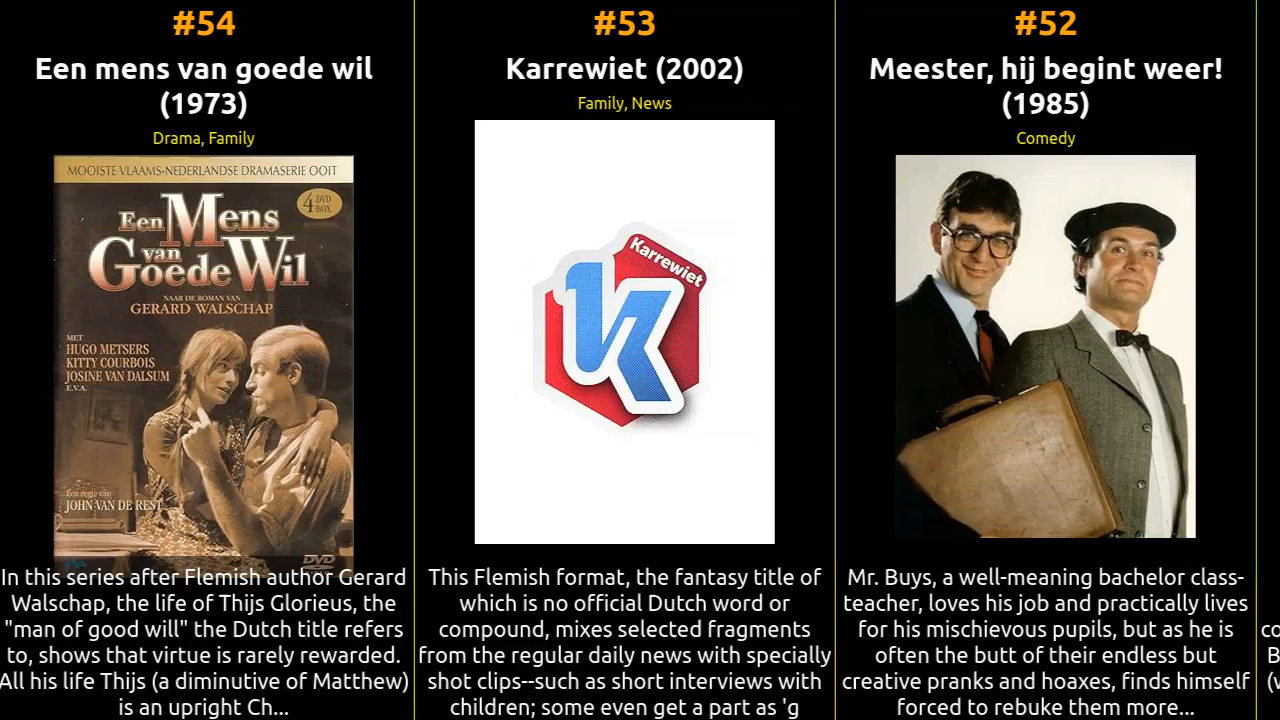 #54
Een mens van goede wil
(1973)
Drama, Family
MOOISTE VLAAMS-NEDERLANDSE DRAMASERIE OOIT
4 DVD
BOX
Een Mens
van
Goede Wil
NAAR DE ROMAN VAN
GERARD WALSCHAP
MET
HUGO METSERS
KITTY COURBOIS
JOSINE VAN DALSUM
E.V.A.
Een regie van
JOHN VAN DE REST
DVD
In this series after Flemish author Gerard
Walschap, the life of Thijs Glorieus, the
"man of good will" the Dutch title refers
to, shows that virtue is rarely rewarded.
All his life Thijs (a diminutive of Matthew)
is an upright Ch...
#53
Karrewiet (2002)
Family, News
Karrewiet
k
This Flemish format, the fantasy title of
which is no official Dutch word or
compound, mixes selected fragments
from the regular daily news with specially
shot clips--such as short interviews with
children; some even get a part as 'g
#52
Meester, hij begint weer!
(1985)
Comedy
Mr. Buys, a well-meaning bachelor class-
teacher, loves his job and practically lives
for his mischievous pupils, but as he is
often the butt of their endless but
creative pranks and hoaxes, finds himself
forced to rebuke them more...